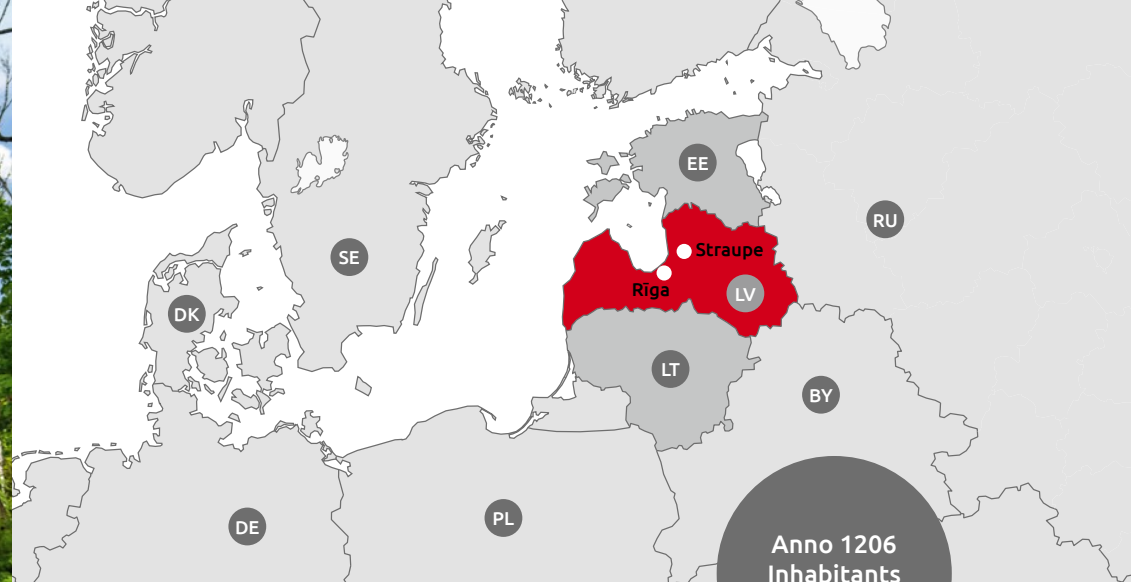 EE
RU
SE
Straupe
Rīga
LV
DK
LT
BY
PL
DE
Anno 1206
Inhabitants